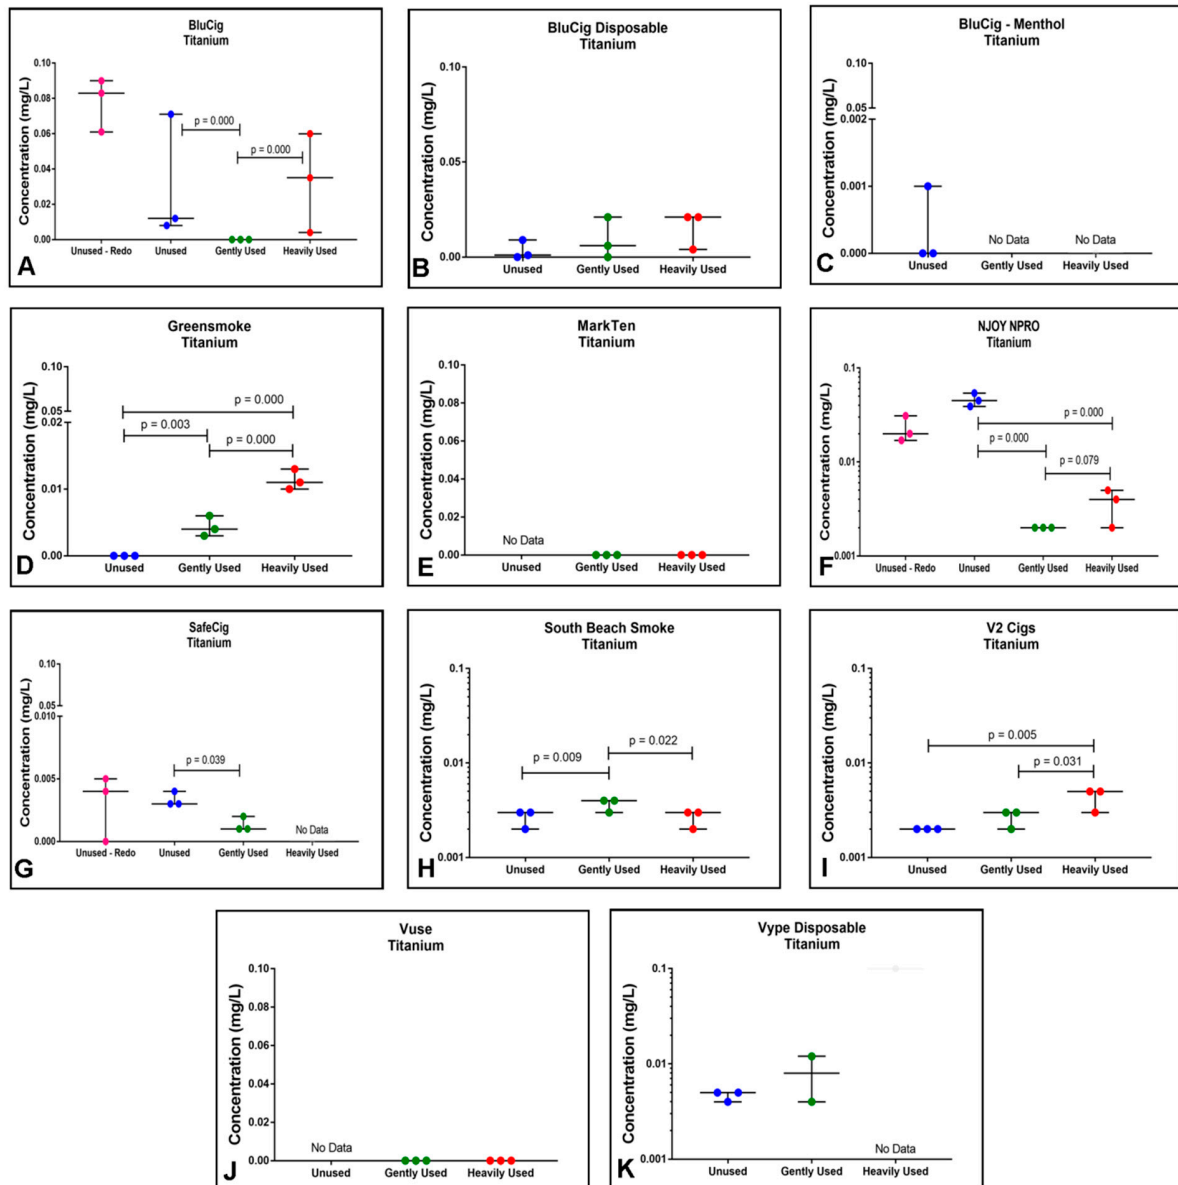 BluCig
Titanium
Concentration (mg/L)
0.10
0.08
0.06
0.04
0.02
0.00
p = 0.000
p = 0.000
Unused - Redo Unused Gently Used Heavily Used
A
BluCig Disposable
Titanium
Concentration (mg/L)
0.10
0.05
0.00
Unused Gently Used Heavily Used
B
BluCig - Menthol
Titanium
Concentration (mg/L)
0.10
0.05
0.002
0.001
0.000
No Data No Data
Unused Gently Used Heavily Used
C
Greensmoke
Titanium
Concentration (mg/L)
0.10
0.05
0.02
0.01
0.00
p = 0.000
p = 0.003
p = 0.000
Unused Gently Used Heavily Used
D
MarkTen
Titanium
Concentration (mg/L)
0.10
0.08
0.06
0.04
0.02
0.00
No Data
Unused Gently Used Heavily Used
E
NJOY NPRO
Titanium
Concentration (mg/L)
0.1
0.01
0.001
p = 0.000
p = 0.000
p = 0.079
Unused - Redo Unused Gently Used Heavily Used
F
SafeCig
Titanium
Concentration (mg/L)
0.10
0.05
0.010
0.005
0.000
p = 0.039
No Data
Unused - Redo Unused Gently Used Heavily Used
G
South Beach Smoke
Titanium
Concentration (mg/L)
0.1
0.01
0.001
p = 0.009
p = 0.022
Unused Gently Used Heavily Used
H
V2 Cigs
Titanium
Concentration (mg/L)
0.1
0.01
0.001
p = 0.005
p = 0.031
Unused Gently Used Heavily Used
I
Vuse
Titanium
Concentration (mg/L)
0.10
0.08
0.06
0.04
0.02
0.00
No Data
Unused Gently Used Heavily Used
J
Vype Disposable
Titanium
Concentration (mg/L)
0.1
0.01
0.001
No Data
Unused Gently Used Heavily Used
K